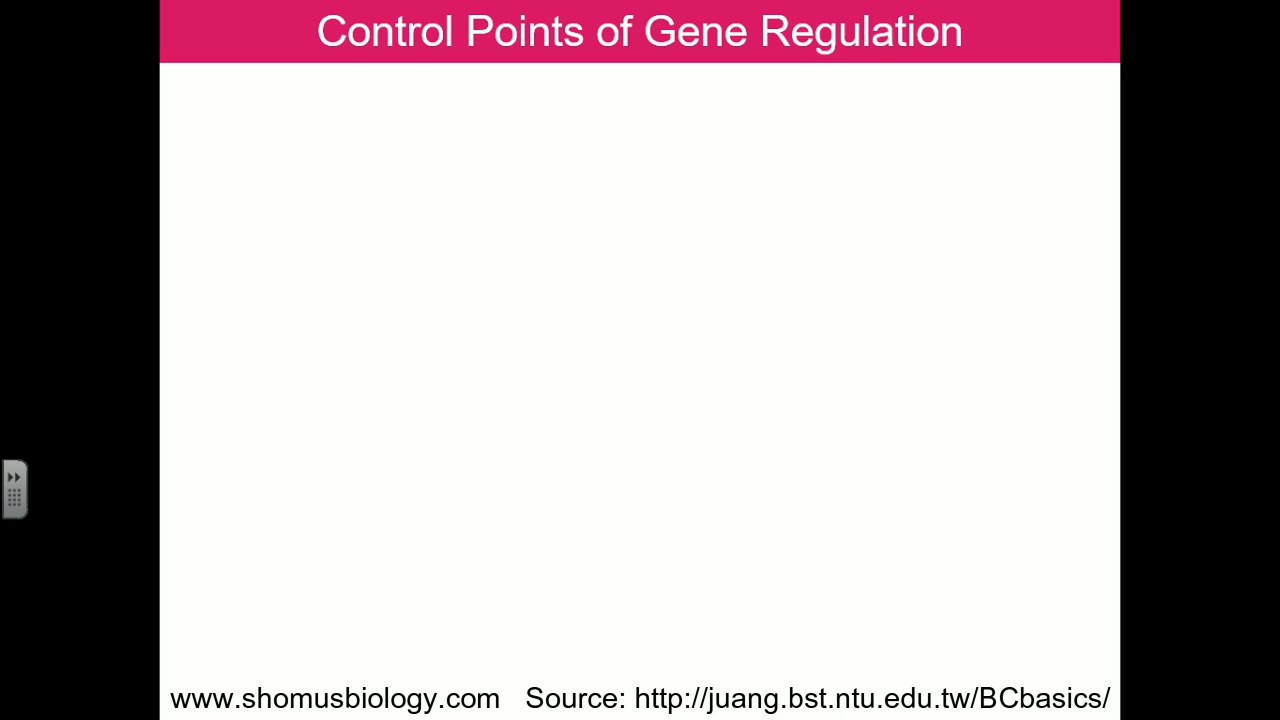 Control Points of Gene Regulation
www.shomusbiology.com Source: http://juang.bst.ntu.edu.tw/BCbasics/